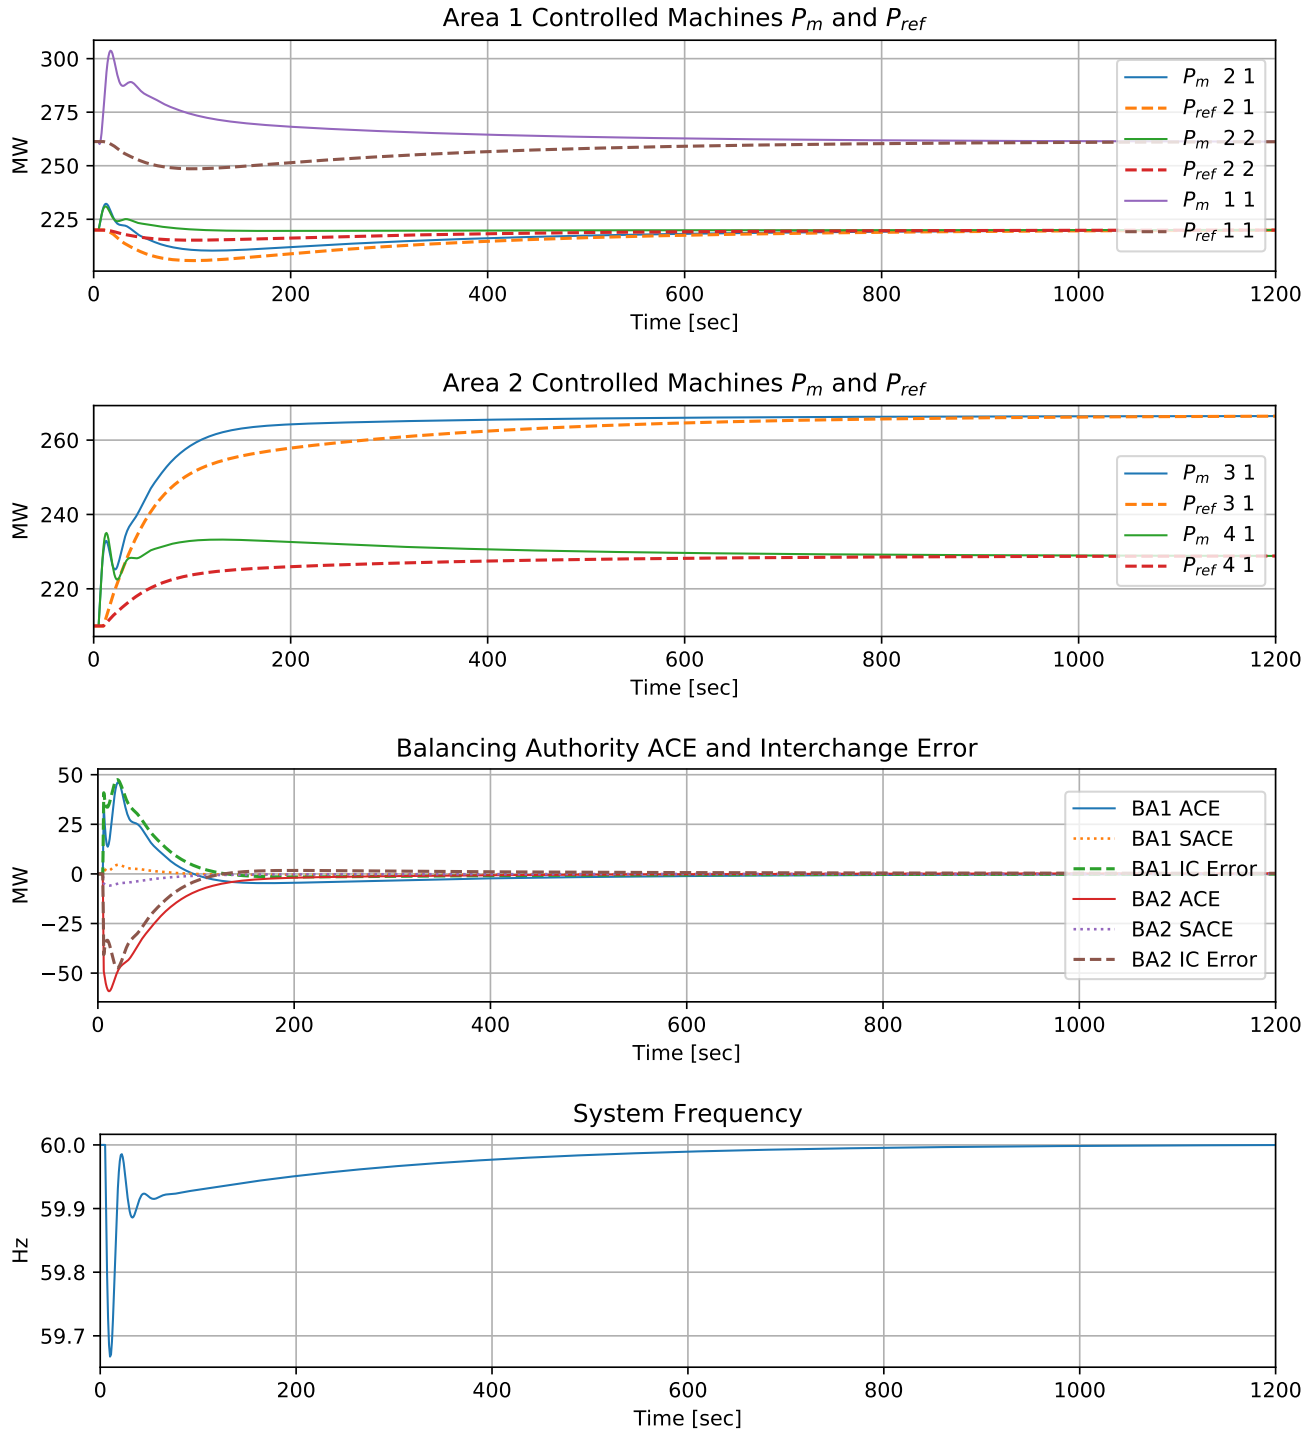 Area 1 Controlled Machines P_m and P_ref
MW
300
275
250
225
P_m 2 1
P_ref 2 1
P_m 2 2
P_ref 2 2
P_m 1 1
P_ref 1 1
0 200 400 600 800 1000 1200
Time [sec]
Area 2 Controlled Machines P_m and P_ref
MW
260
240
220
P_m 3 1
P_ref 3 1
P_m 4 1
P_ref 4 1
0 200 400 600 800 1000 1200
Time [sec]
Balancing Authority ACE and Interchange Error
MW
50
25
0
−25
−50
BA1 ACE
BA1 SACE
BA1 IC Error
BA2 ACE
BA2 SACE
BA2 IC Error
0 200 400 600 800 1000 1200
Time [sec]
System Frequency
Hz
60.0
59.9
59.8
59.7
0 200 400 600 800 1000 1200
Time [sec]